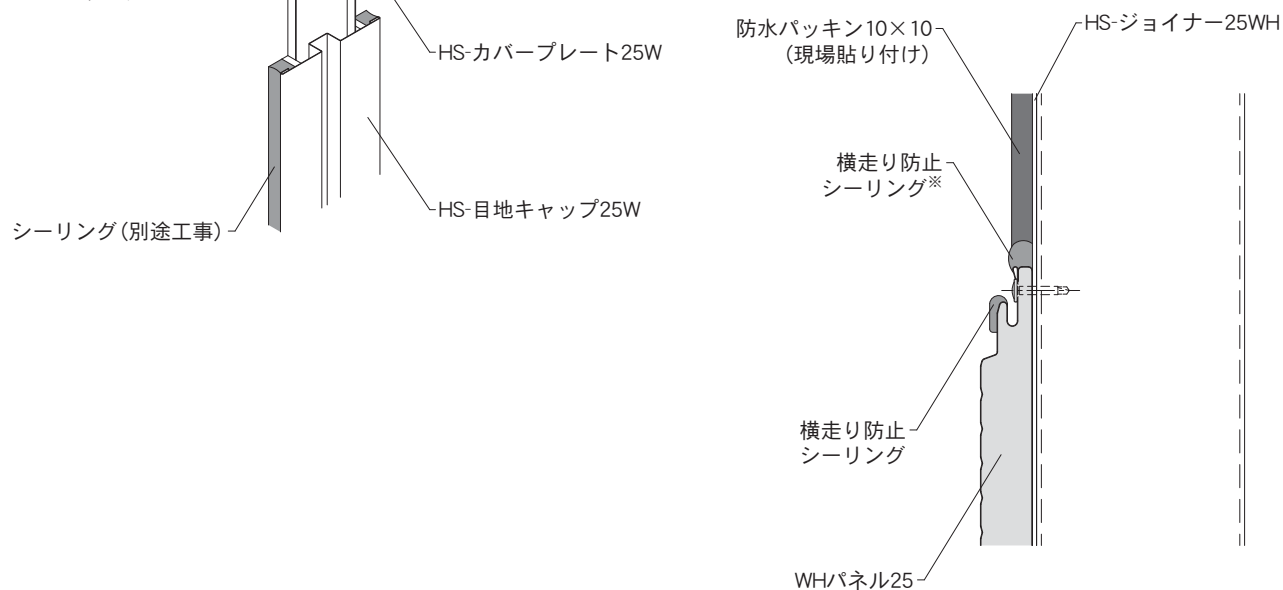 HS-カバープレート25W
HS-目地キャップ25W
シーリング(別途工事)
防水パッキン10×10
(現場貼り付け)
HS-ジョイナー25WH
横走り防止
シーリング※
横走り防止
シーリング
WHパネル25